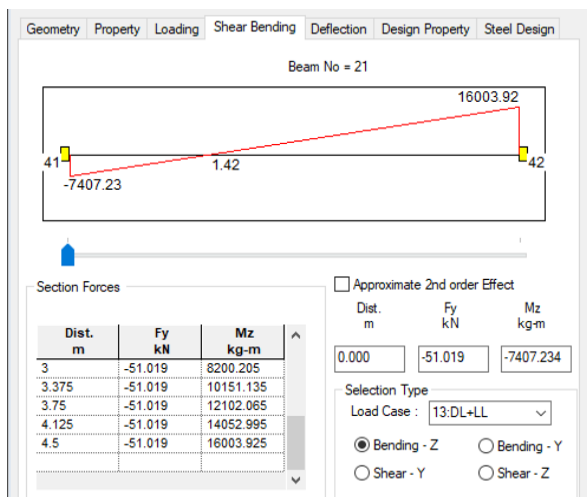 Geometry Property Loading Shear Bending Deflection Design Property Steel Design
Beam No = 21
16003.92
41
1.42
42
-7407.23
Section Forces
Dist. Fy Mz
m kN kg-m
3 -51.019 8200.205
3.375 -51.019 10151.135
3.75 -51.019 12102.065
4.125 -51.019 14052.995
4.5 -51.019 16003.925
Approximate 2nd order Effect
Dist. Fy Mz
m kN kg-m
0.000 -51.019 -7407.234
Selection Type
Load Case : 13:DL+LL
Bending - Z Bending - Y
Shear - Y Shear - Z